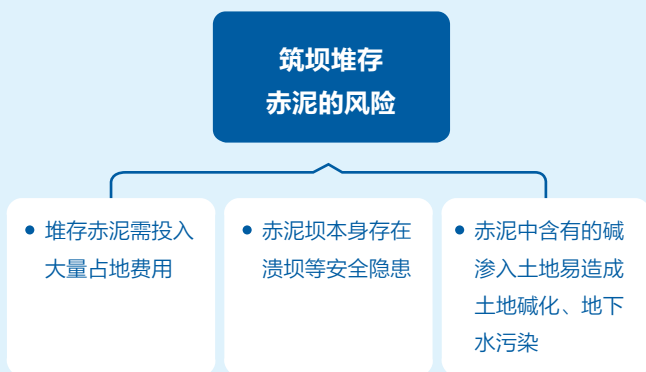 筑坝堆存
赤泥的风险
• 堆存赤泥需投入
大量占地费用
• 赤泥坝本身存在
溃坝等安全隐患
• 赤泥中含有的碱
渗入土地易造成
土地碱化、地下
水污染